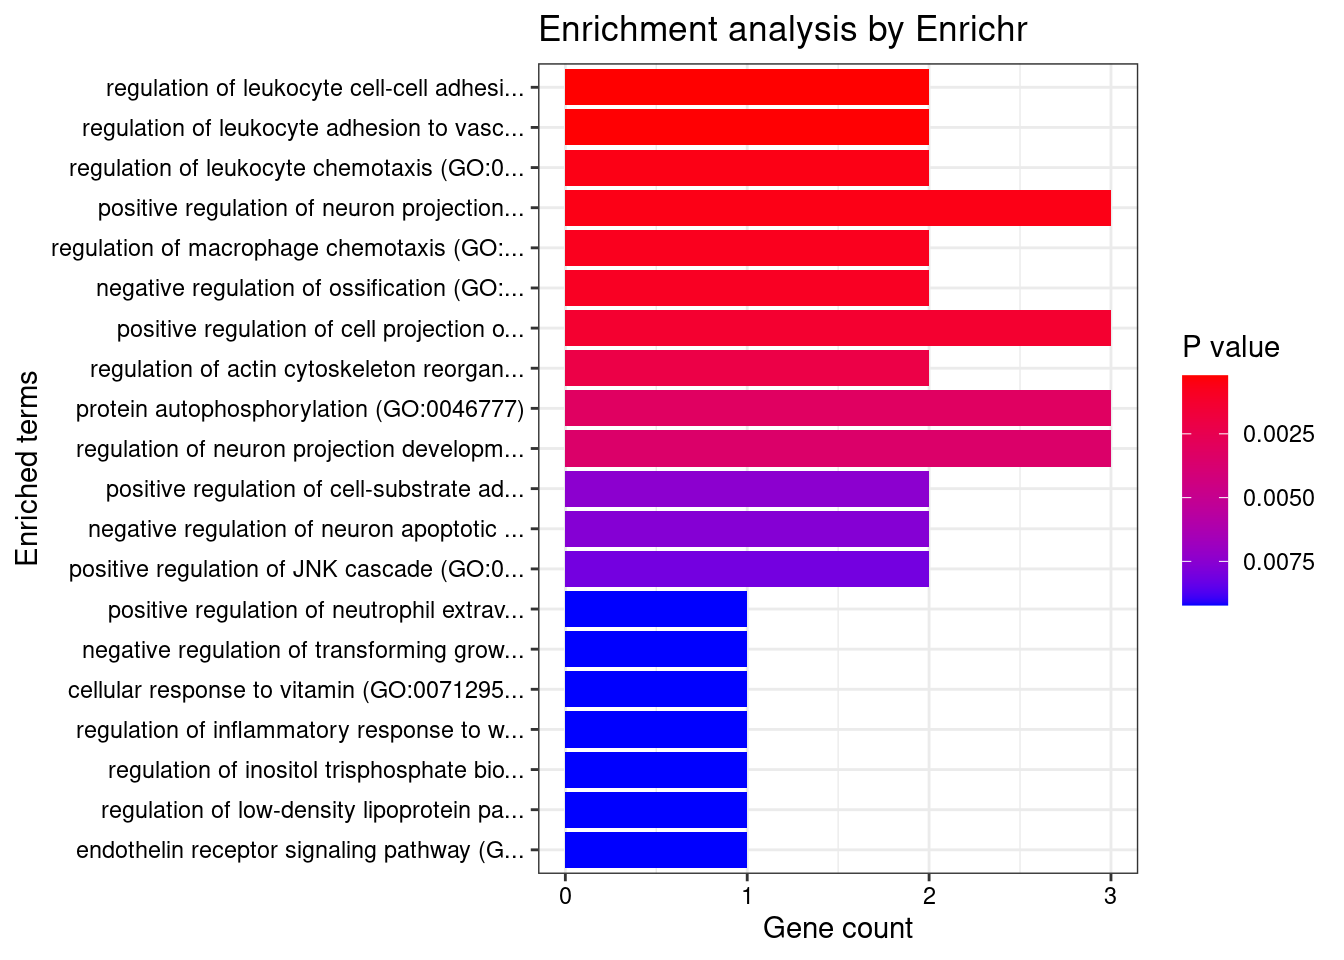 Enrichment analysis by Enrichr
regulation of leukocyte cell-cell adhesi...
regulation of leukocyte adhesion to vasc...
regulation of leukocyte chemotaxis (GO:0...
positive regulation of neuron projection...
regulation of macrophage chemotaxis (GO:...
negative regulation of ossification (GO:...
positive regulation of cell projection o...
regulation of actin cytoskeleton reorgan...
protein autophosphorylation (GO:0046777)
regulation of neuron projection developm...
positive regulation of cell-substrate ad...
negative regulation of neuron apoptotic ...
positive regulation of JNK cascade (GO:0...
positive regulation of neutrophil extrav...
negative regulation of transforming grow...
cellular response to vitamin (GO:0071295...
regulation of inflammatory response to w...
regulation of inositol trisphosphate bio...
regulation of low-density lipoprotein pa...
endothelin receptor signaling pathway (G...
Enriched terms
0 1 2 3
Gene count
P value
0.0025
0.0050
0.0075